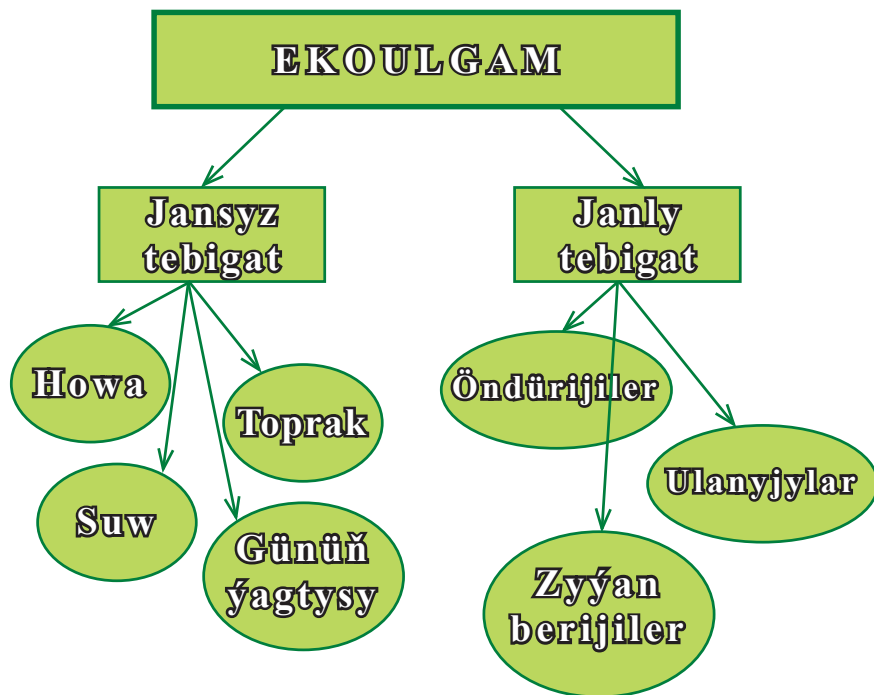 EKOULGAM
Jansyz
tebigat
Janly
tebigat
Howa
Toprak
Suw
Günüň
ýagtysy
Öndürijiler
Ulanyjylar
Zyýan
berijiler